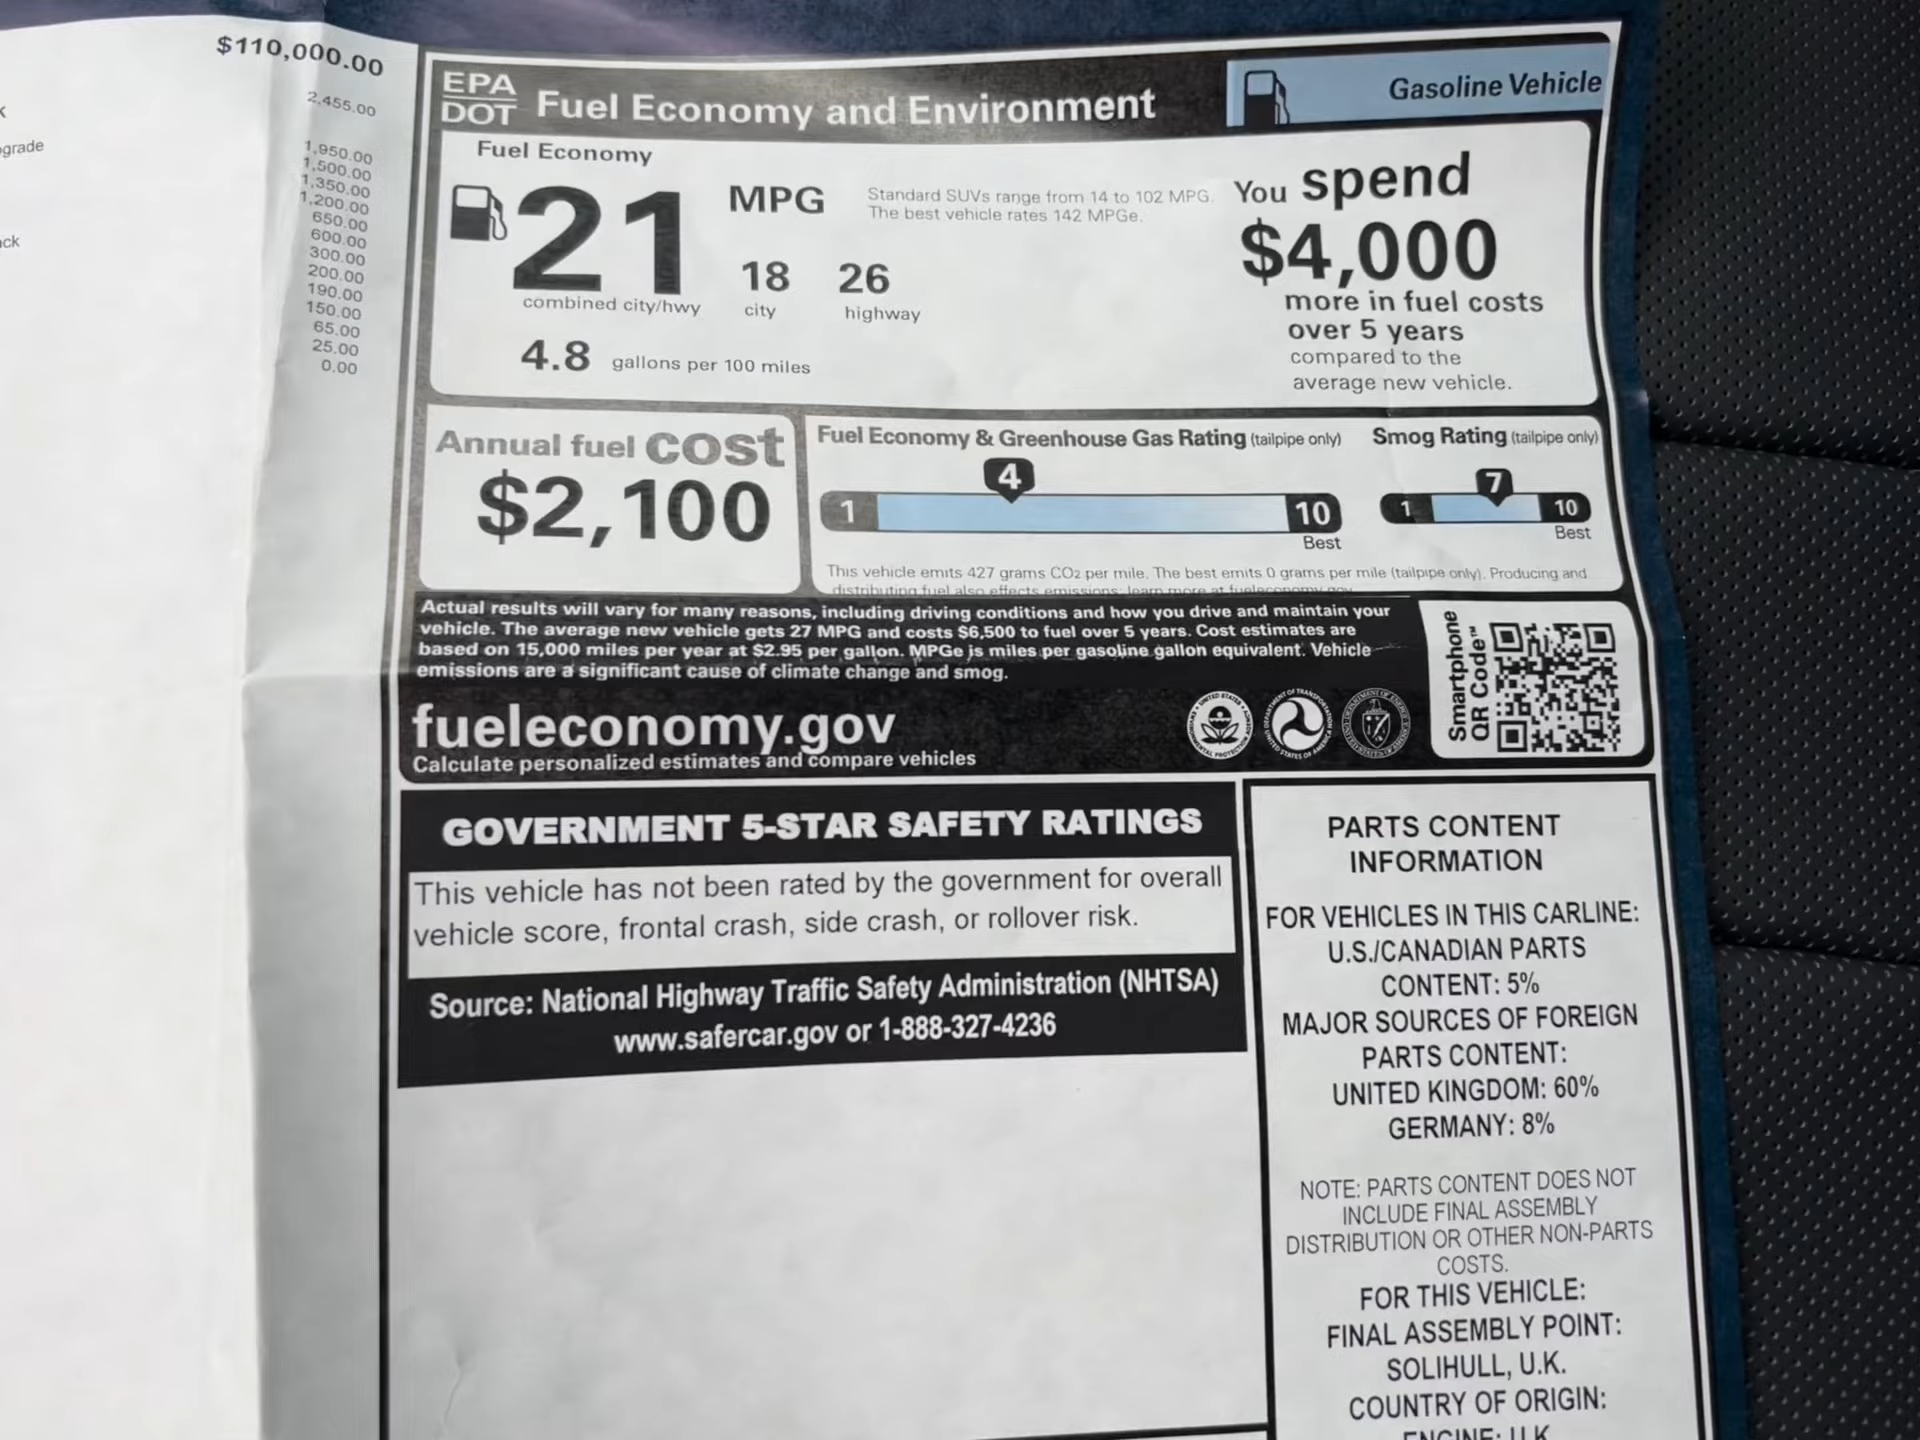 $110,000.00
2,455.00
grade
1,950.00
1,500.00
1,350.00
1,200.00
650.00
600.00
300.00
200.00
190.00
150.00
65.00
25.00
0.00
EPA
DOT Fuel Economy and Environment
Gasoline Vehicle
Fuel Economy
21 MPG
Standard SUVs range from 14 to 102 MPG.
The best vehicle rates 142 MPGe.
18 26
combined city/hwy city highway
4.8 gallons per 100 miles
You spend
$4,000
more in fuel costs
over 5 years
compared to the
average new vehicle.
Annual fuel cost
$2,100
Fuel Economy & Greenhouse Gas Rating (tailpipe only)
4
1 10
Best
Smog Rating (tailpipe only)
7
1 10
Best
This vehicle emits 427 grams CO2 per mile. The best emits 0 grams per mile (tailpipe only). Producing and
distributing fuel also effects emissions; learn more at fueleconomy.gov
Actual results will vary for many reasons, including driving conditions and how you drive and maintain your
vehicle. The average new vehicle gets 27 MPG and costs $6,500 to fuel over 5 years. Cost estimates are
based on 15,000 miles per year at $2.95 per gallon. MPGe is miles per gasoline gallon equivalent. Vehicle
emissions are a significant cause of climate change and smog.
fueleconomy.gov
Calculate personalized estimates and compare vehicles
Smartphone
QR Code™
GOVERNMENT 5-STAR SAFETY RATINGS
This vehicle has not been rated by the government for overall
vehicle score, frontal crash, side crash, or rollover risk.
Source: National Highway Traffic Safety Administration (NHTSA)
www.safercar.gov or 1-888-327-4236
PARTS CONTENT
INFORMATION
FOR VEHICLES IN THIS CARLINE:
U.S./CANADIAN PARTS
CONTENT: 5%
MAJOR SOURCES OF FOREIGN
PARTS CONTENT:
UNITED KINGDOM: 60%
GERMANY: 8%
NOTE: PARTS CONTENT DOES NOT
INCLUDE FINAL ASSEMBLY
DISTRIBUTION OR OTHER NON-PARTS
COSTS.
FOR THIS VEHICLE:
FINAL ASSEMBLY POINT:
SOLIHULL, U.K.
COUNTRY OF ORIGIN:
ENGINE: U.K.